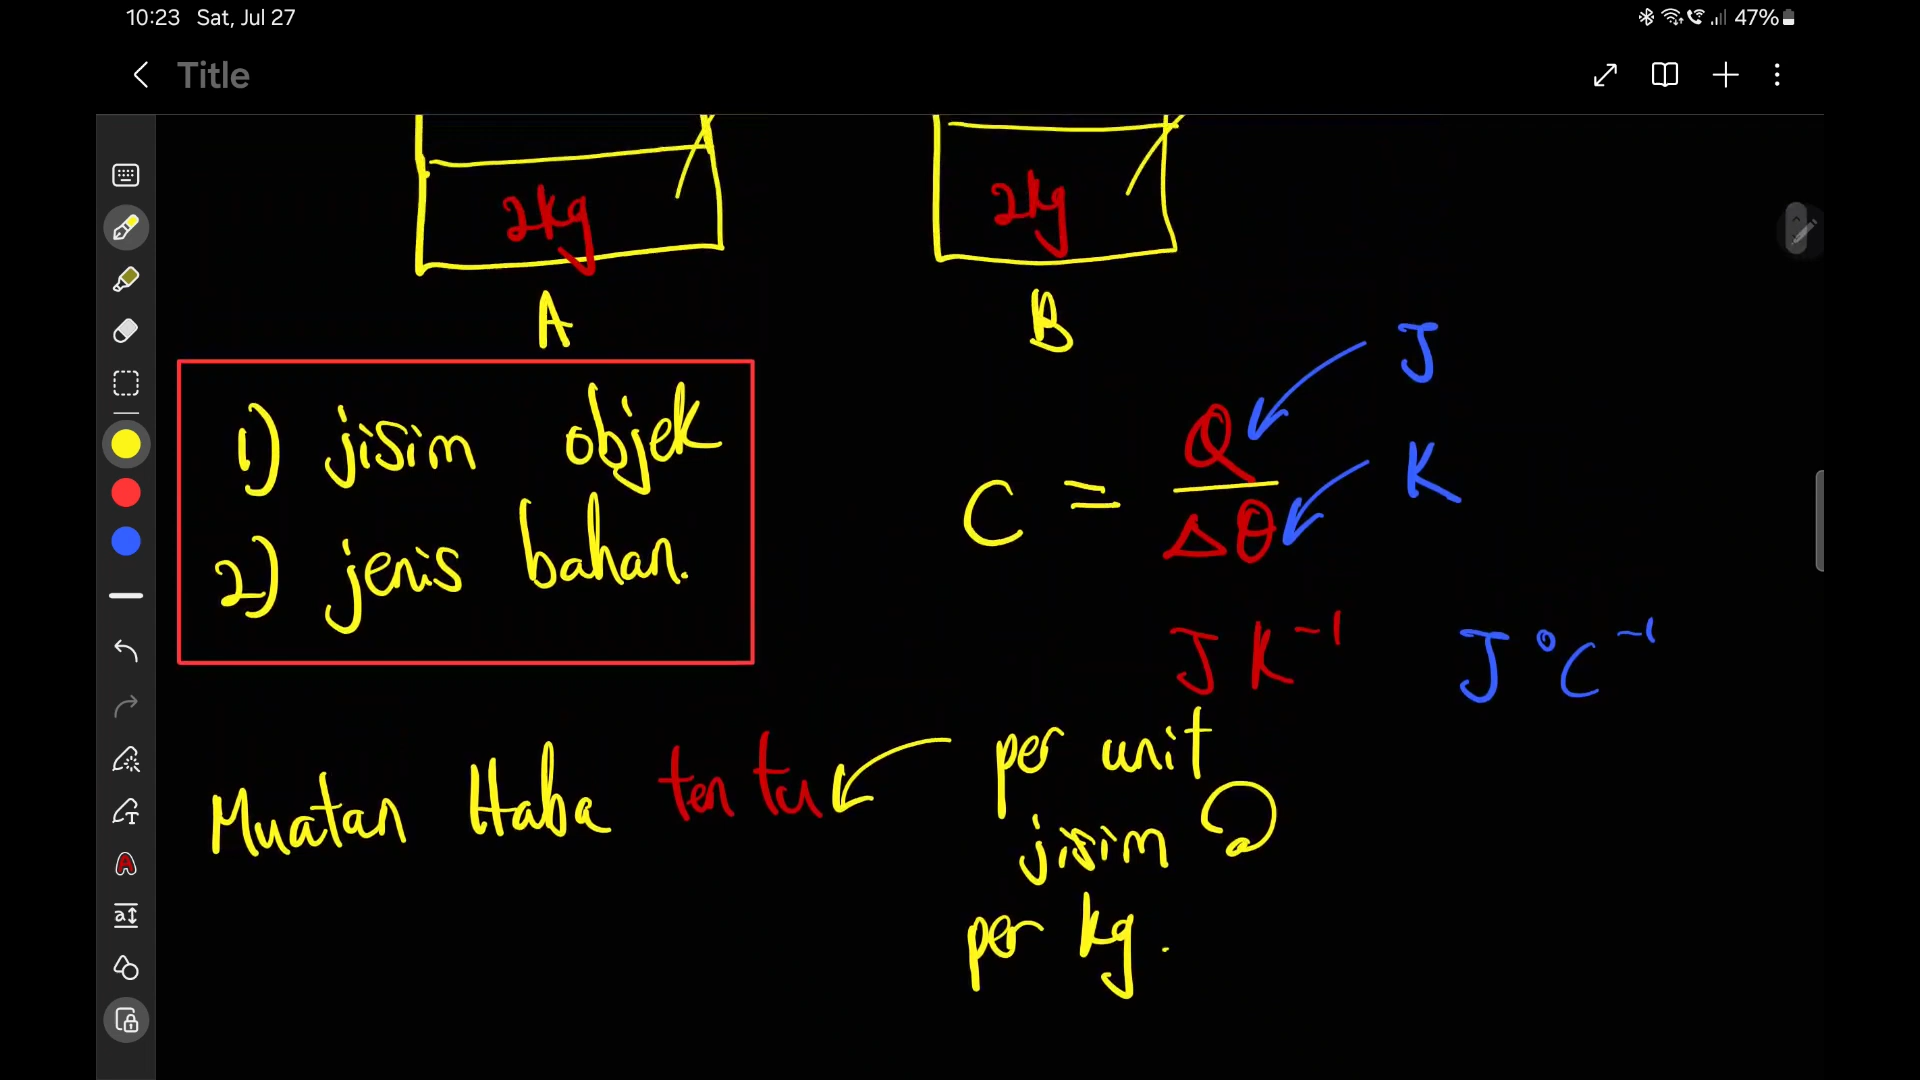 10:23 Sat, Jul 27
47%
Title
2kg
2kg
A
B
1) jisim objek
2) jenis bahan.
C = Q / Δθ
J
K
J K⁻¹
J °C⁻¹
Muatan Haba tentu
per unit
jisim
per kg.